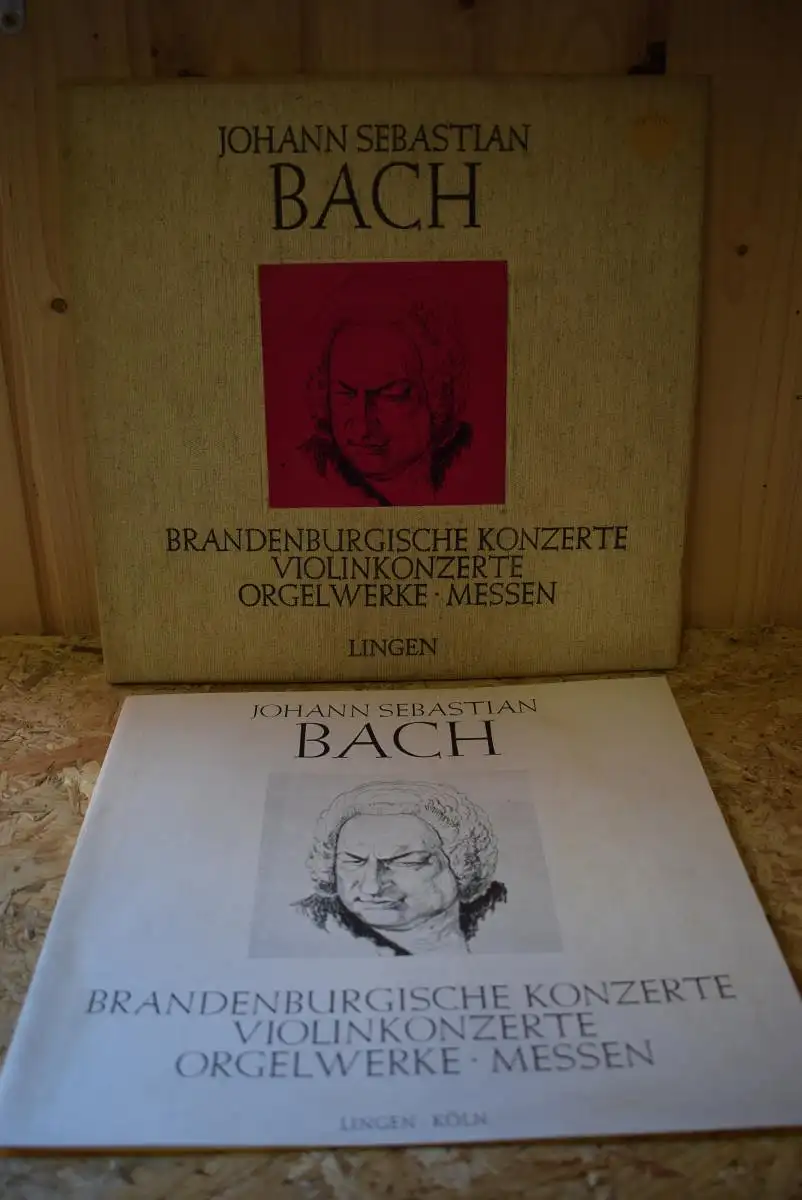 JOHANN SEBASTIAN
BACH
BRANDENBURGISCHE KONZERTE
VIOLINKONZERTE
ORGELWERKE · MESSEN
LINGEN
JOHANN SEBASTIAN
BACH
BRANDENBURGISCHE KONZERTE
VIOLINKONZERTE
ORGELWERKE · MESSEN
LINGEN KÖLN